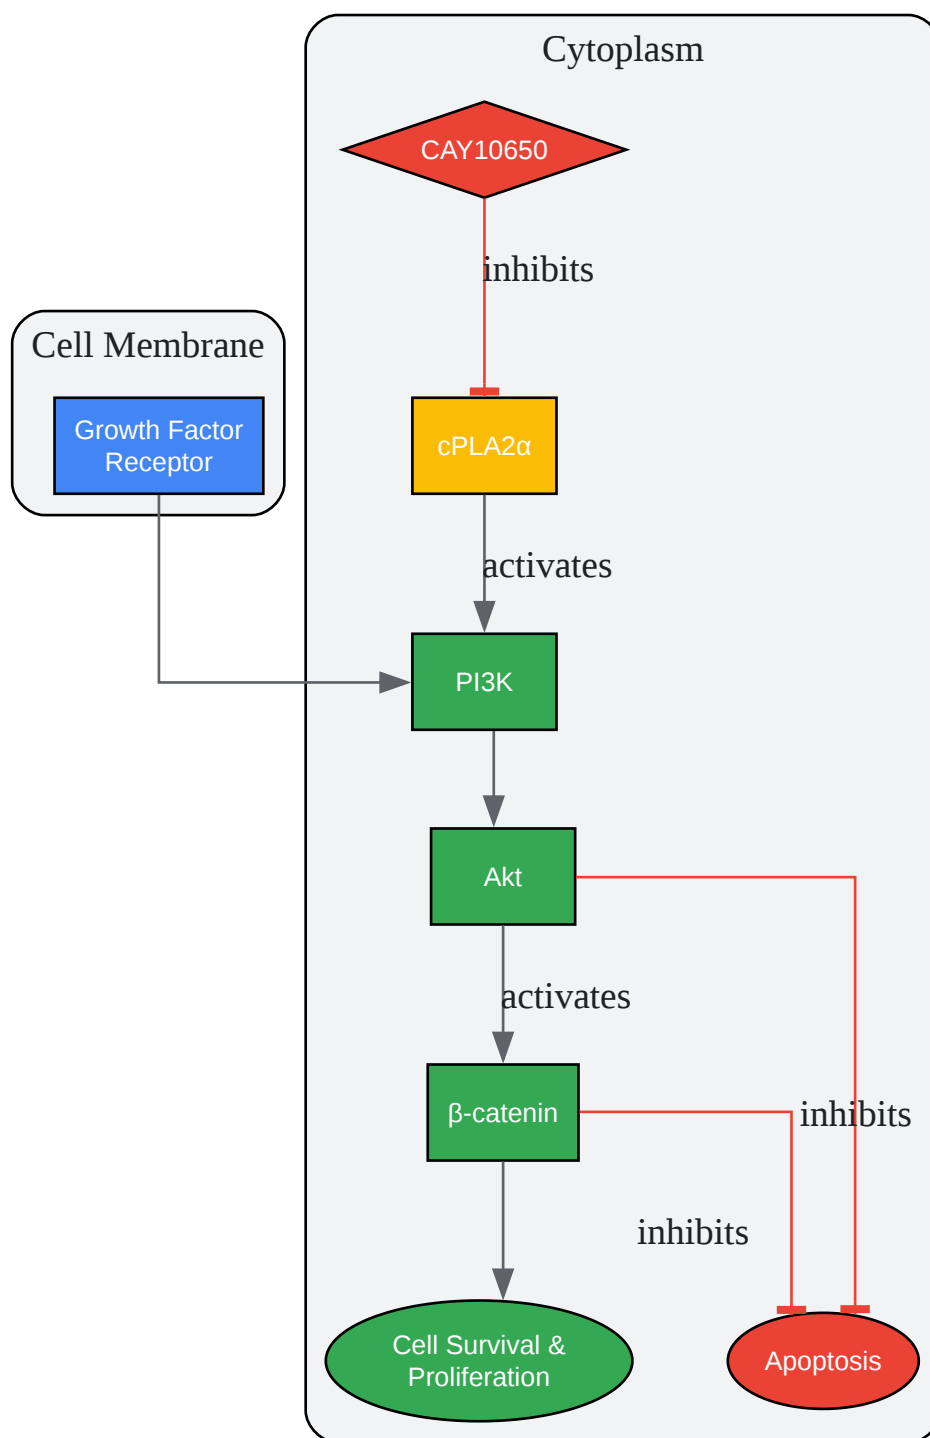 Cytoplasm
CAY10650
inhibits
Cell Membrane
Growth Factor
Receptor
cPLA2α
activates
PI3K
Akt
activates
β-catenin
inhibits
inhibits
Cell Survival &
Proliferation
Apoptosis